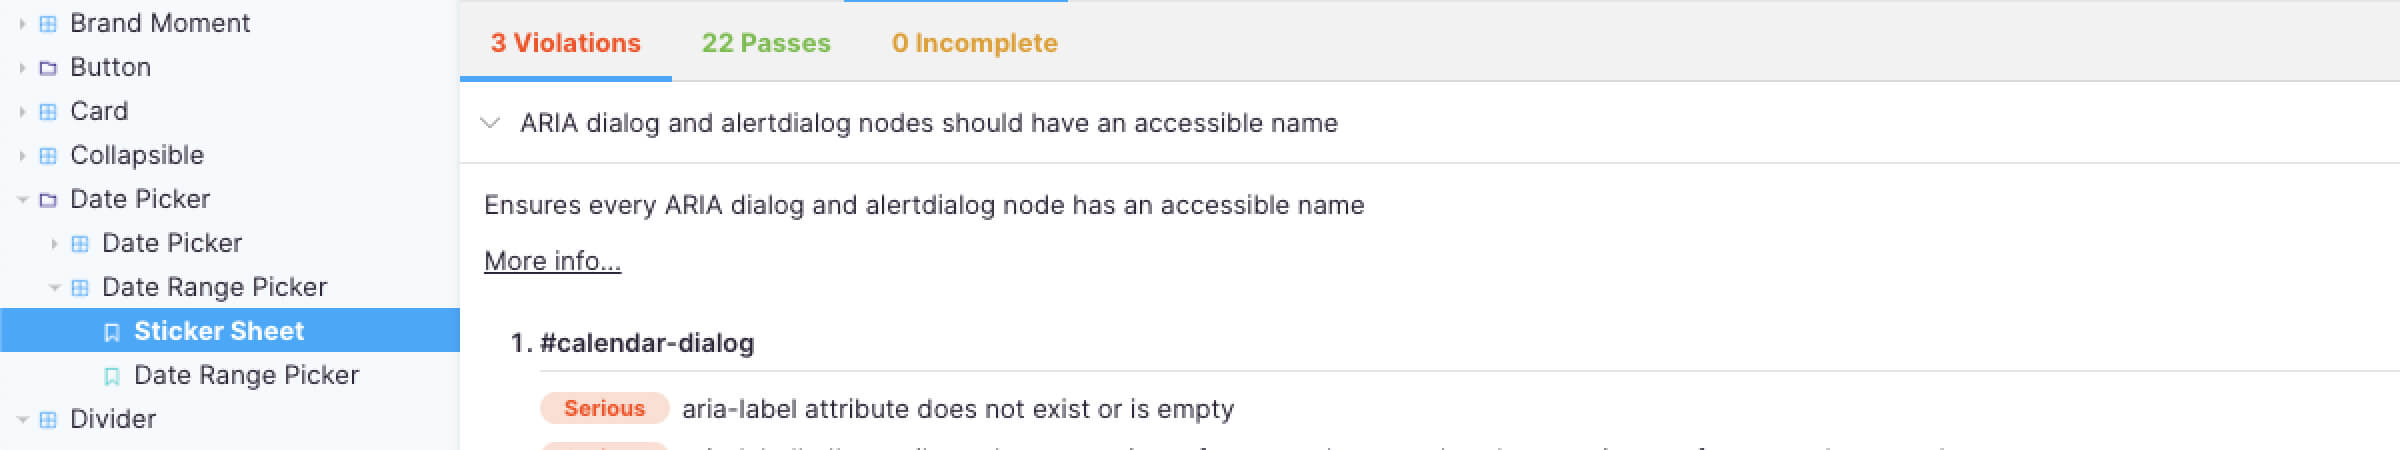 Brand Moment
Button
Card
Collapsible
Date Picker
Date Picker
Date Range Picker
Sticker Sheet
Date Range Picker
Divider
3 Violations 22 Passes 0 Incomplete
ARIA dialog and alertdialog nodes should have an accessible name
Ensures every ARIA dialog and alertdialog node has an accessible name
More info...
1. #calendar-dialog
Serious aria-label attribute does not exist or is empty